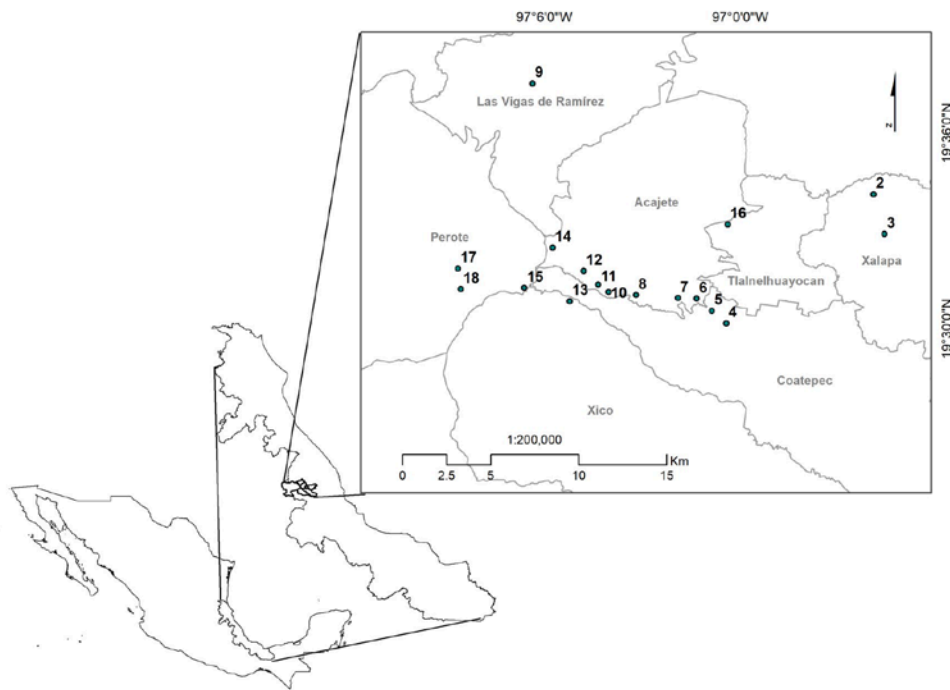 97°6'0"W 97°0'0"W
9
Las Vigas de Ramírez
N
19°36'0"N
2
Acajete
16
3
Perote
14
Xalapa
17
12
Tlalnelhuayocan
18
15
11
13
10
8
7
6
5
4
19°30'0"N
Coatepec
Xico
1:200,000
Km
0 2.5 5 10 15